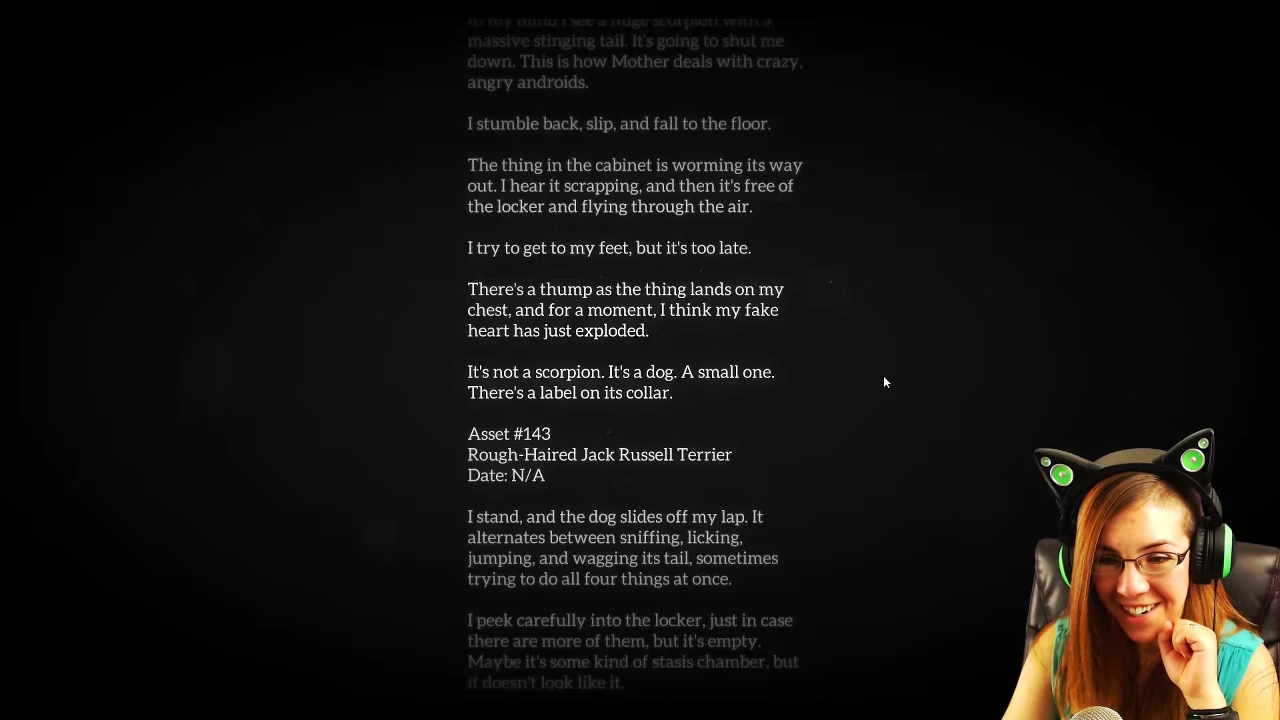 In my mind I see a huge scorpion with a
massive stinging tail. It's going to shut me
down. This is how Mother deals with crazy,
angry androids.
I stumble back, slip, and fall to the floor.
The thing in the cabinet is worming its way
out. I hear it scrapping, and then it's free of
the locker and flying through the air.
I try to get to my feet, but it's too late.
There's a thump as the thing lands on my
chest, and for a moment, I think my fake
heart has just exploded.
It's not a scorpion. It's a dog. A small one.
There's a label on its collar.
Asset #143
Rough-Haired Jack Russell Terrier
Date: N/A
I stand, and the dog slides off my lap. It
alternates between sniffing, licking,
jumping, and wagging its tail, sometimes
trying to do all four things at once.
I peek carefully into the locker, just in case
there are more of them, but it's empty.
Maybe it's some kind of stasis chamber, but
it doesn't look like it.